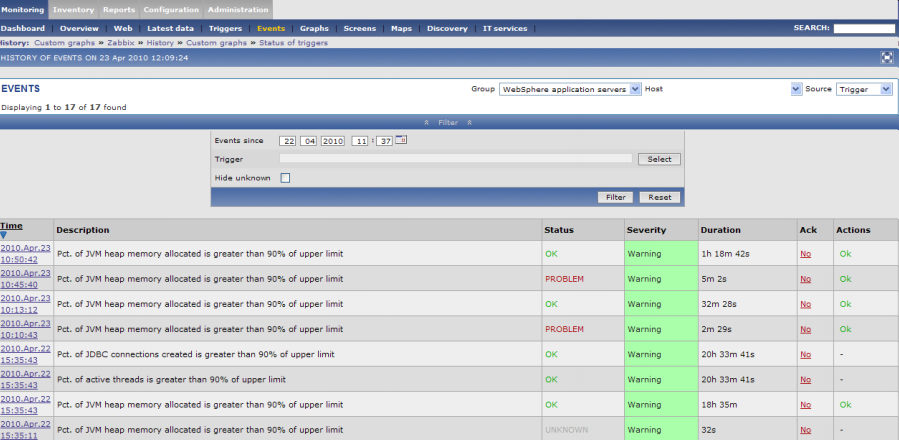 Monitoring Inventory Reports Configuration Administration
Dashboard | Overview | Web | Latest data | Triggers | Events | Graphs | Screens | Maps | Discovery | IT services | SEARCH:
History: Custom graphs » Zabbix » History » Custom graphs » Status of triggers
HISTORY OF EVENTS ON 23 Apr 2010 12:09:24
EVENTS Group WebSphere application servers Host Source Trigger
Displaying 1 to 17 of 17 found
Filter
Events since 22 04 2010 11 : 37
Trigger Select
Hide unknown
Filter Reset
Time Description Status Severity Duration Ack Actions
2010.Apr.23
10:50:42 Pct. of JVM heap memory allocated is greater than 90% of upper limit OK Warning 1h 18m 42s No Ok
2010.Apr.23
10:45:40 Pct. of JVM heap memory allocated is greater than 90% of upper limit PROBLEM Warning 5m 2s No Ok
2010.Apr.23
10:13:12 Pct. of JVM heap memory allocated is greater than 90% of upper limit OK Warning 32m 28s No Ok
2010.Apr.23
10:10:43 Pct. of JVM heap memory allocated is greater than 90% of upper limit PROBLEM Warning 2m 29s No Ok
2010.Apr.22
15:35:43 Pct. of JDBC connections created is greater than 90% of upper limit OK Warning 20h 33m 41s No -
2010.Apr.22
15:35:43 Pct. of active threads is greater than 90% of upper limit OK Warning 20h 33m 41s No -
2010.Apr.22
15:35:43 Pct. of JVM heap memory allocated is greater than 90% of upper limit OK Warning 18h 35m No Ok
2010.Apr.22
15:35:11 Pct. of JVM heap memory allocated is greater than 90% of upper limit UNKNOWN Warning 32s No -